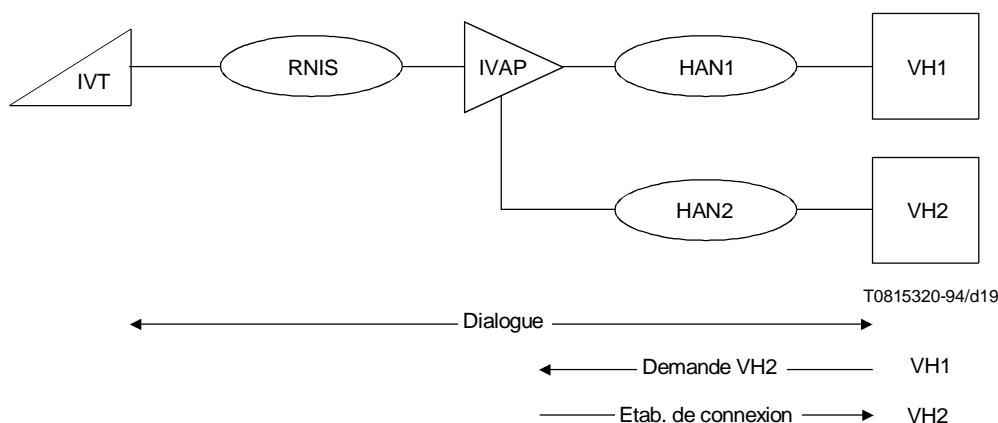 IVT
RNIS
IVAP
HAN1
VH1
HAN2
VH2
T0815320-94/d19
Dialogue
Demande VH2 VH1
Etab. de connexion VH2